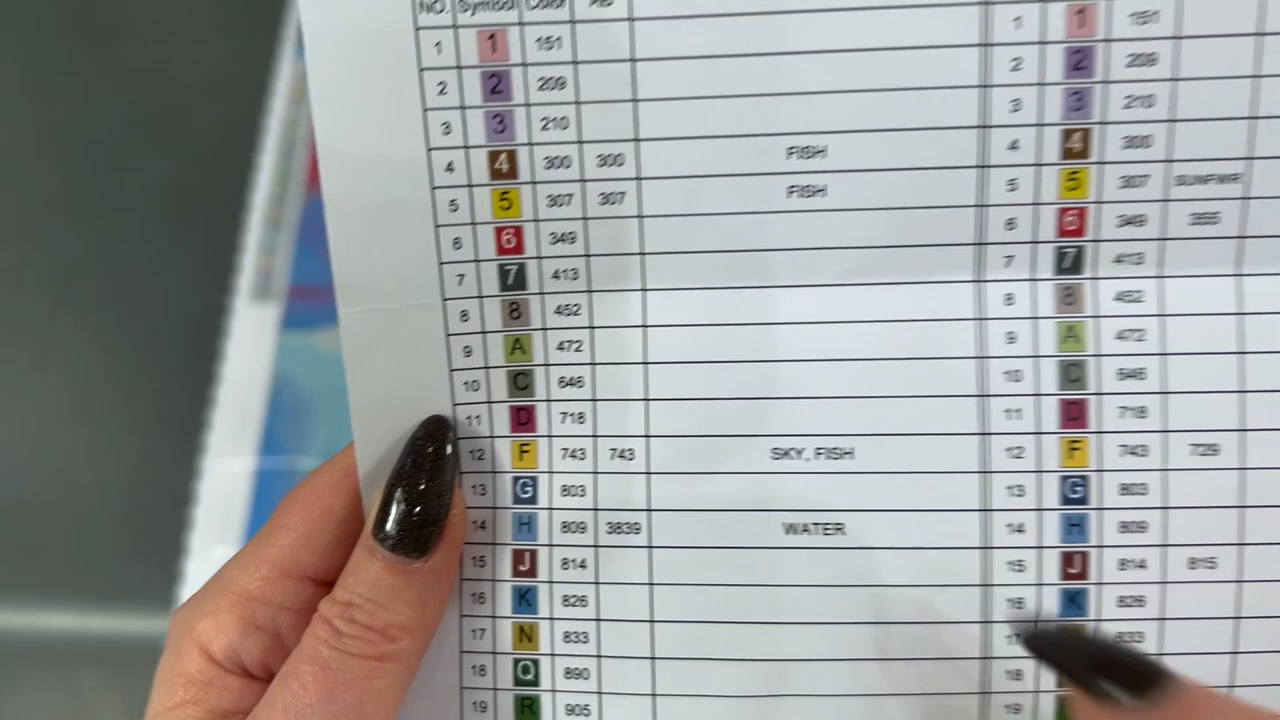 NO. Symbol Color AB
1 1 151 1 1 151
2 2 209 2 2 209
3 3 210 3 3 210
4 4 300 300 FISH 4 4 300
5 5 307 307 FISH 5 5 307
6 6 349 6 6 349
7 7 413 7 7 413
8 8 452 8 8 452
9 A 472 9 A 472
10 C 646 10 C 646
11 D 718 11 D 718
12 F 743 743 SKY, FISH 12 F 743 729
13 G 803 13 G 803
14 H 809 3839 WATER 14 H 809
15 J 814 15 J 814 815
16 K 826 16 K 826
17 N 833 17 833
18 Q 890 18
19 R 905 19